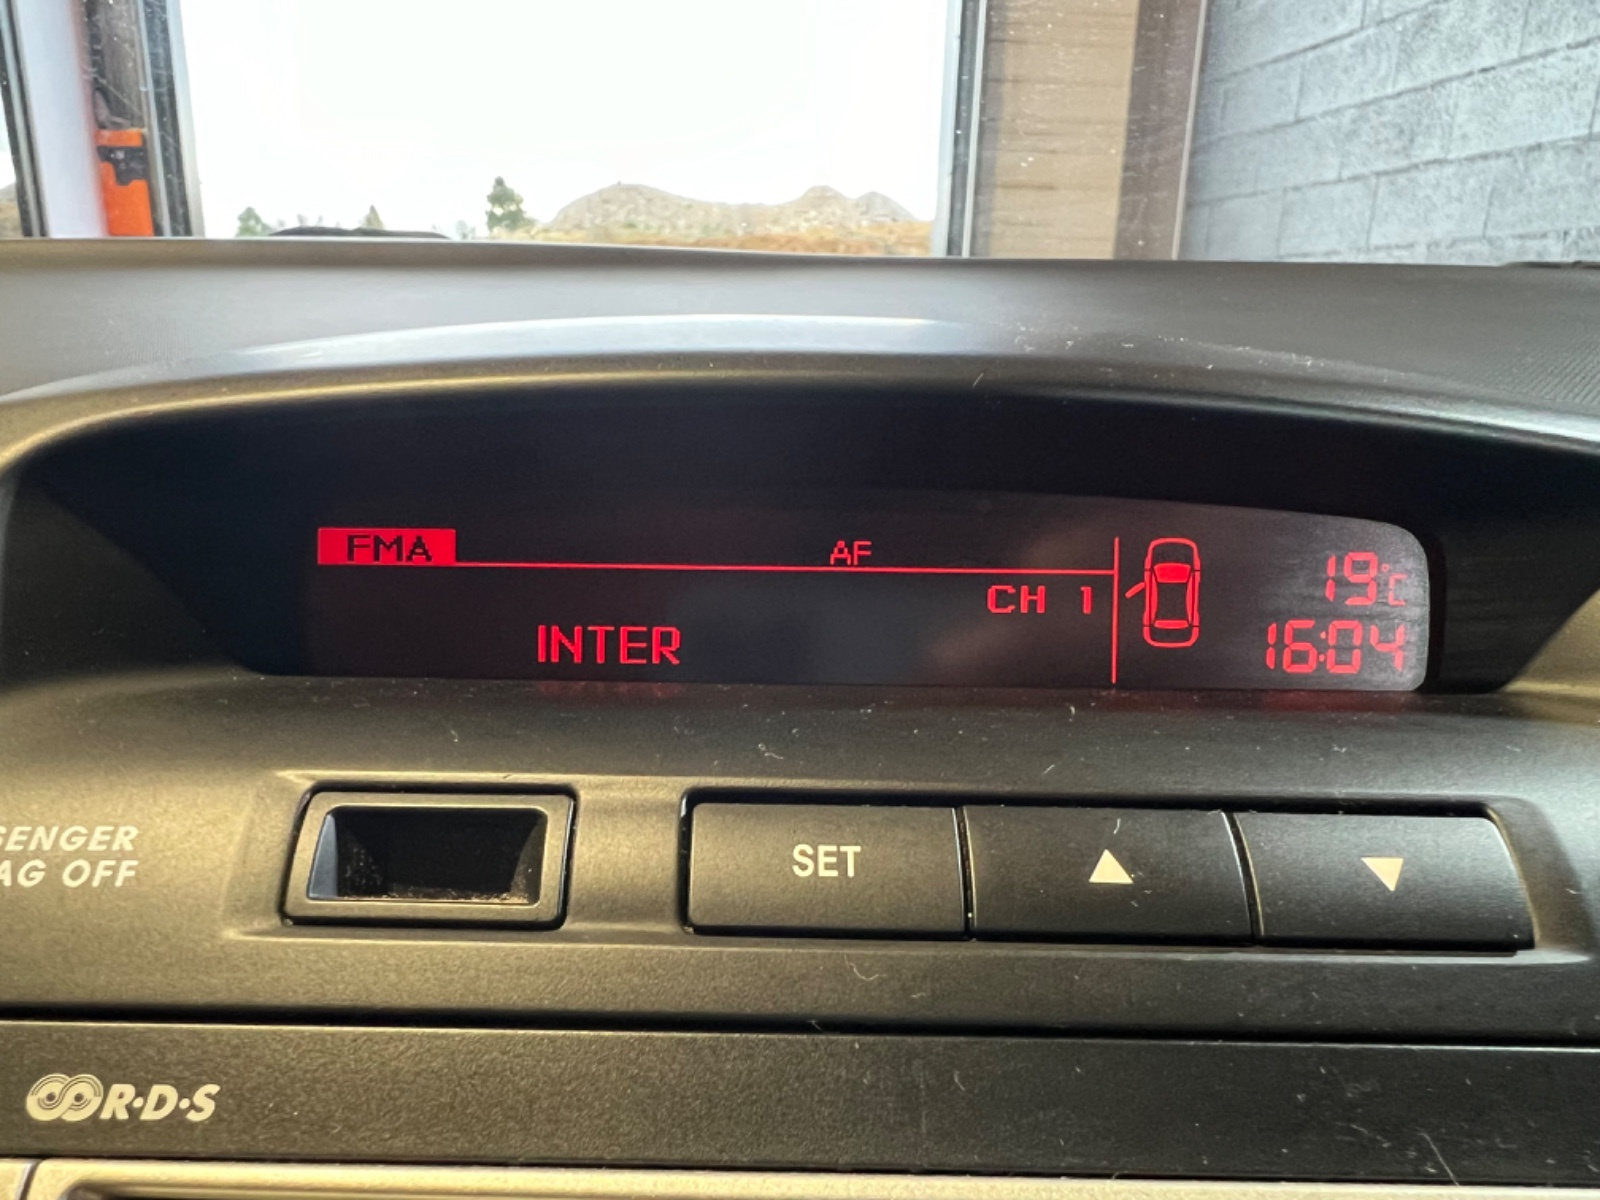 FMA
AF
CH 1
INTER
19°C
16:04
SENGER
AG OFF
SET
R·D·S